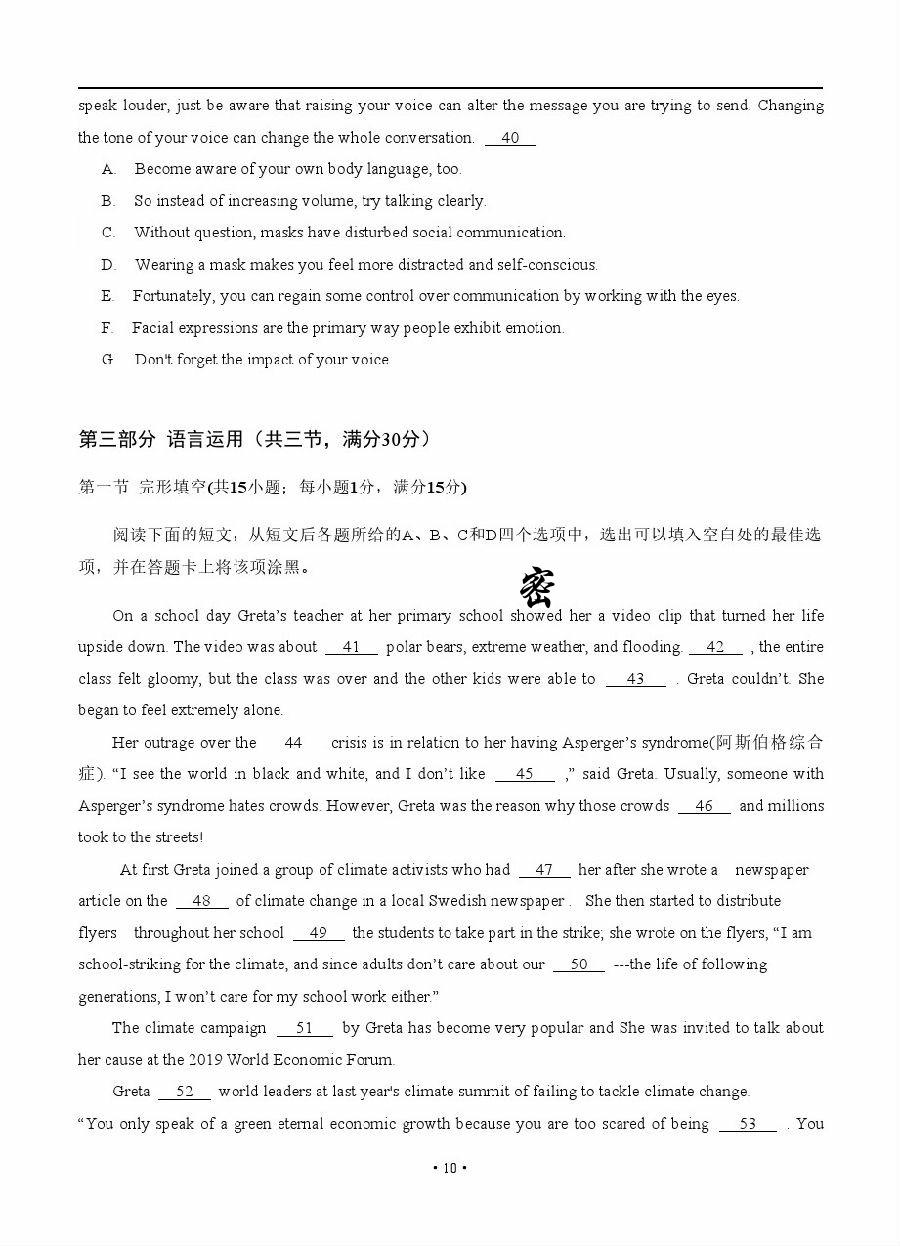 speak louder, just be aware that raising your voice can alter the message you are trying to send. Changing
the tone of your voice can change the whole conversation. 40
A. Become aware of your own body language, too.
B. So instead of increasing volume, try talking clearly.
C. Without question, masks have disturbed social communication.
D. Wearing a mask makes you feel more distracted and self-conscious.
E. Fortunately, you can regain some control over communication by working with the eyes.
F. Facial expressions are the primary way people exhibit emotion.
G Don't forget the impact of your voice
第三部分 语言运用（共三节，满分30分）
第一节 完形填空(共15小题；每小题1分，满分15分)
阅读下面的短文，从短文后各题所给的A、B、C和D四个选项中，选出可以填入空白处的最佳选
项，并在答题卡上将该项涂黑。
密
On a school day Greta’s teacher at her primary school showed her a video clip that turned her life
upside down. The video was about 41 polar bears, extreme weather, and flooding. 42 , the entire
class felt gloomy, but the class was over and the other kids were able to 43 . Greta couldn’t. She
began to feel extremely alone.
Her outrage over the 44 crisis is in relation to her having Asperger’s syndrome(阿斯伯格综合
症). “I see the world in black and white, and I don’t like 45 ,” said Greta. Usually, someone with
Asperger’s syndrome hates crowds. However, Greta was the reason why those crowds 46 and millions
took to the streets!
At first Greta joined a group of climate activists who had 47 her after she wrote a newspaper
article on the 48 of climate change in a local Swedish newspaper . She then started to distribute
flyers throughout her school 49 the students to take part in the strike; she wrote on the flyers, “I am
school-striking for the climate, and since adults don’t care about our 50 ---the life of following
generations, I won’t care for my school work either.”
The climate campaign 51 by Greta has become very popular and She was invited to talk about
her cause at the 2019 World Economic Forum.
Greta 52 world leaders at last year's climate summit of failing to tackle climate change.
“You only speak of a green eternal economic growth because you are too scared of being 53 . You
• 10 •